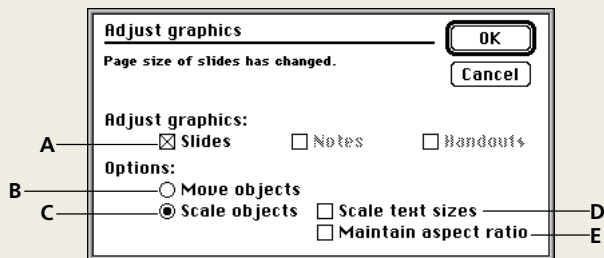 Adjust graphics
OK
Page size of slides has changed.
Cancel
Adjust graphics:
A Slides Notes Handouts
Options:
B Move objects
C Scale objects Scale text sizes D
Maintain aspect ratio E